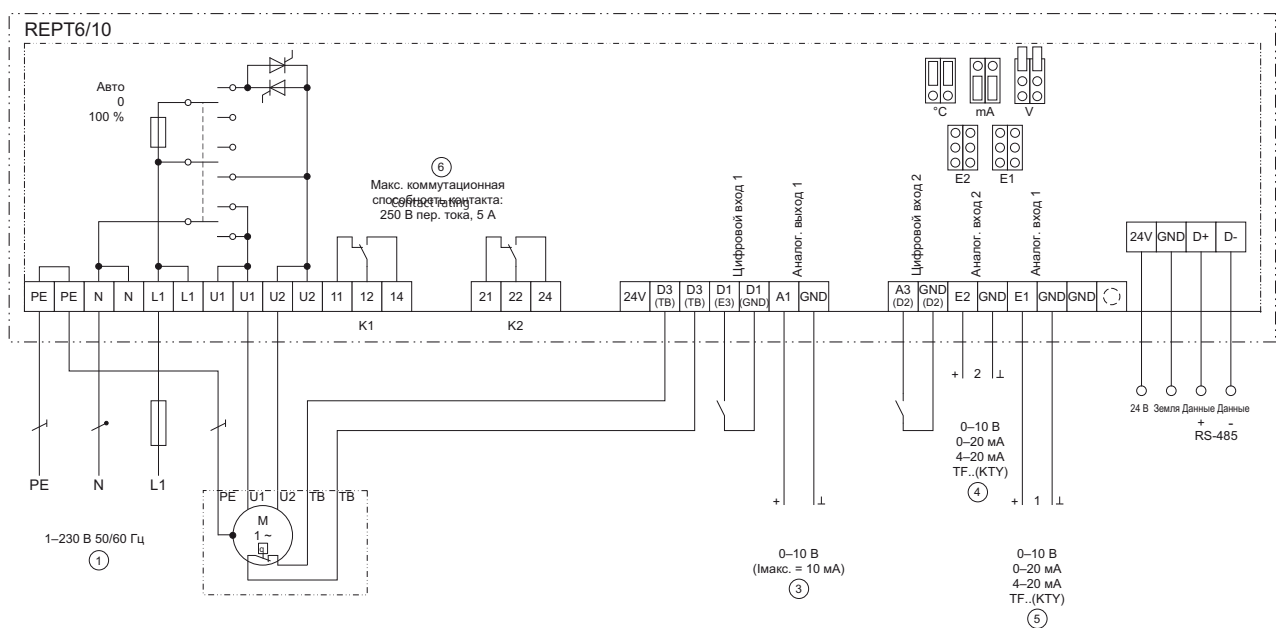 REPT6/10
Авто
0
100 %
6
Макс. коммутационная
способность контакта:
Contact rating
250 В пер. тока, 5 А
Цифровой вход 1
Аналог. выход 1
Цифровой вход 2
Аналог. вход 2
Аналог. вход 1
°C
mA
V
E2
E1
24V GND D+ D-
PE PE N N L1 L1 U1 U1 U2 U2 11 12 14
21 22 24
24V D3 (TB) D3 (TB) D1 (E3) D1 (GND) A1 GND
A3 (D2) GND (D2) E2 GND E1 GND GND
K1
K2
24 В Земля Данные Данные
+ -
RS-485
+ 2 ⊥
0–10 В
0–20 мА
4–20 мА
TF..(KTY)
4
PE N L1
1~230 В 50/60 Гц
1
PE U1 U2 TB TB
M
1 ~
+ ⊥
0–10 В
(Iмакс. = 10 мА)
3
+ 1 ⊥
0–10 В
0–20 мА
4–20 мА
TF..(KTY)
5